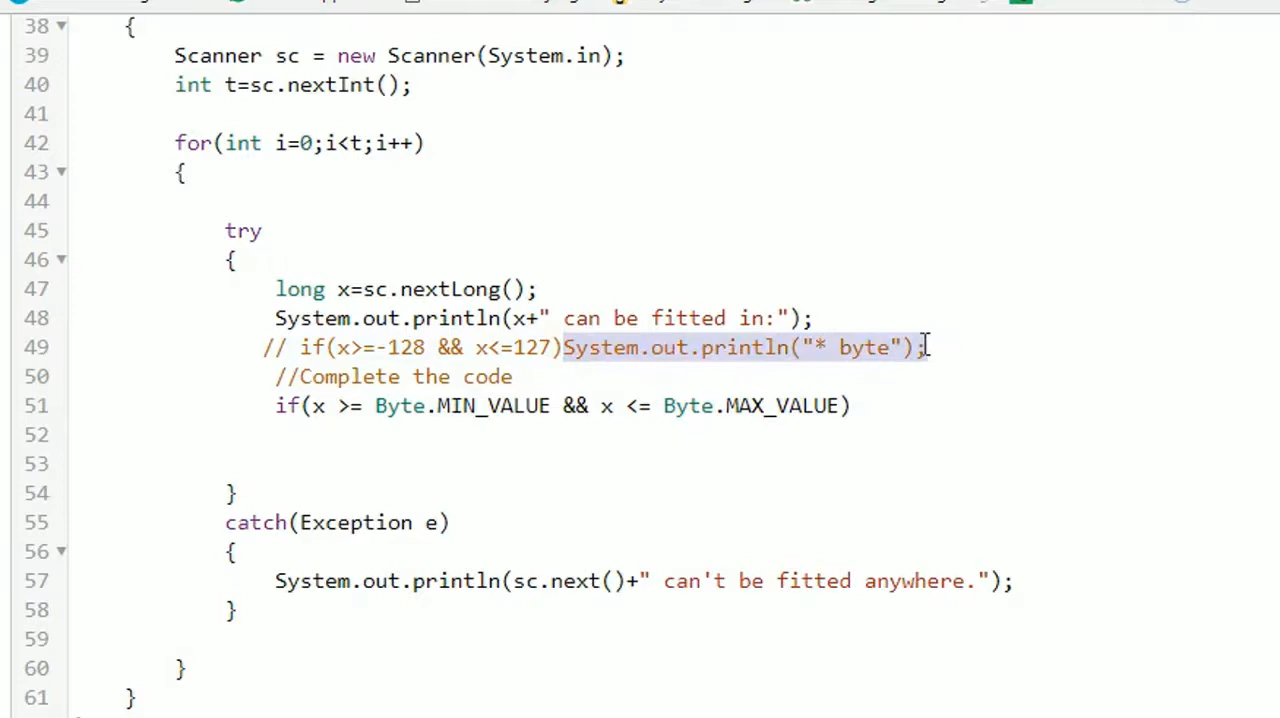 38 {
39 Scanner sc = new Scanner(System.in);
40 int t=sc.nextInt();
41
42 for(int i=0;i<t;i++)
43 {
44
45 try
46 {
47 long x=sc.nextLong();
48 System.out.println(x+" can be fitted in:");
49 // if(x>=-128 && x<=127)System.out.println("* byte");
50 //Complete the code
51 if(x >= Byte.MIN_VALUE && x <= Byte.MAX_VALUE)
52
53
54 }
55 catch(Exception e)
56 {
57 System.out.println(sc.next()+" can't be fitted anywhere.");
58 }
59
60 }
61 }